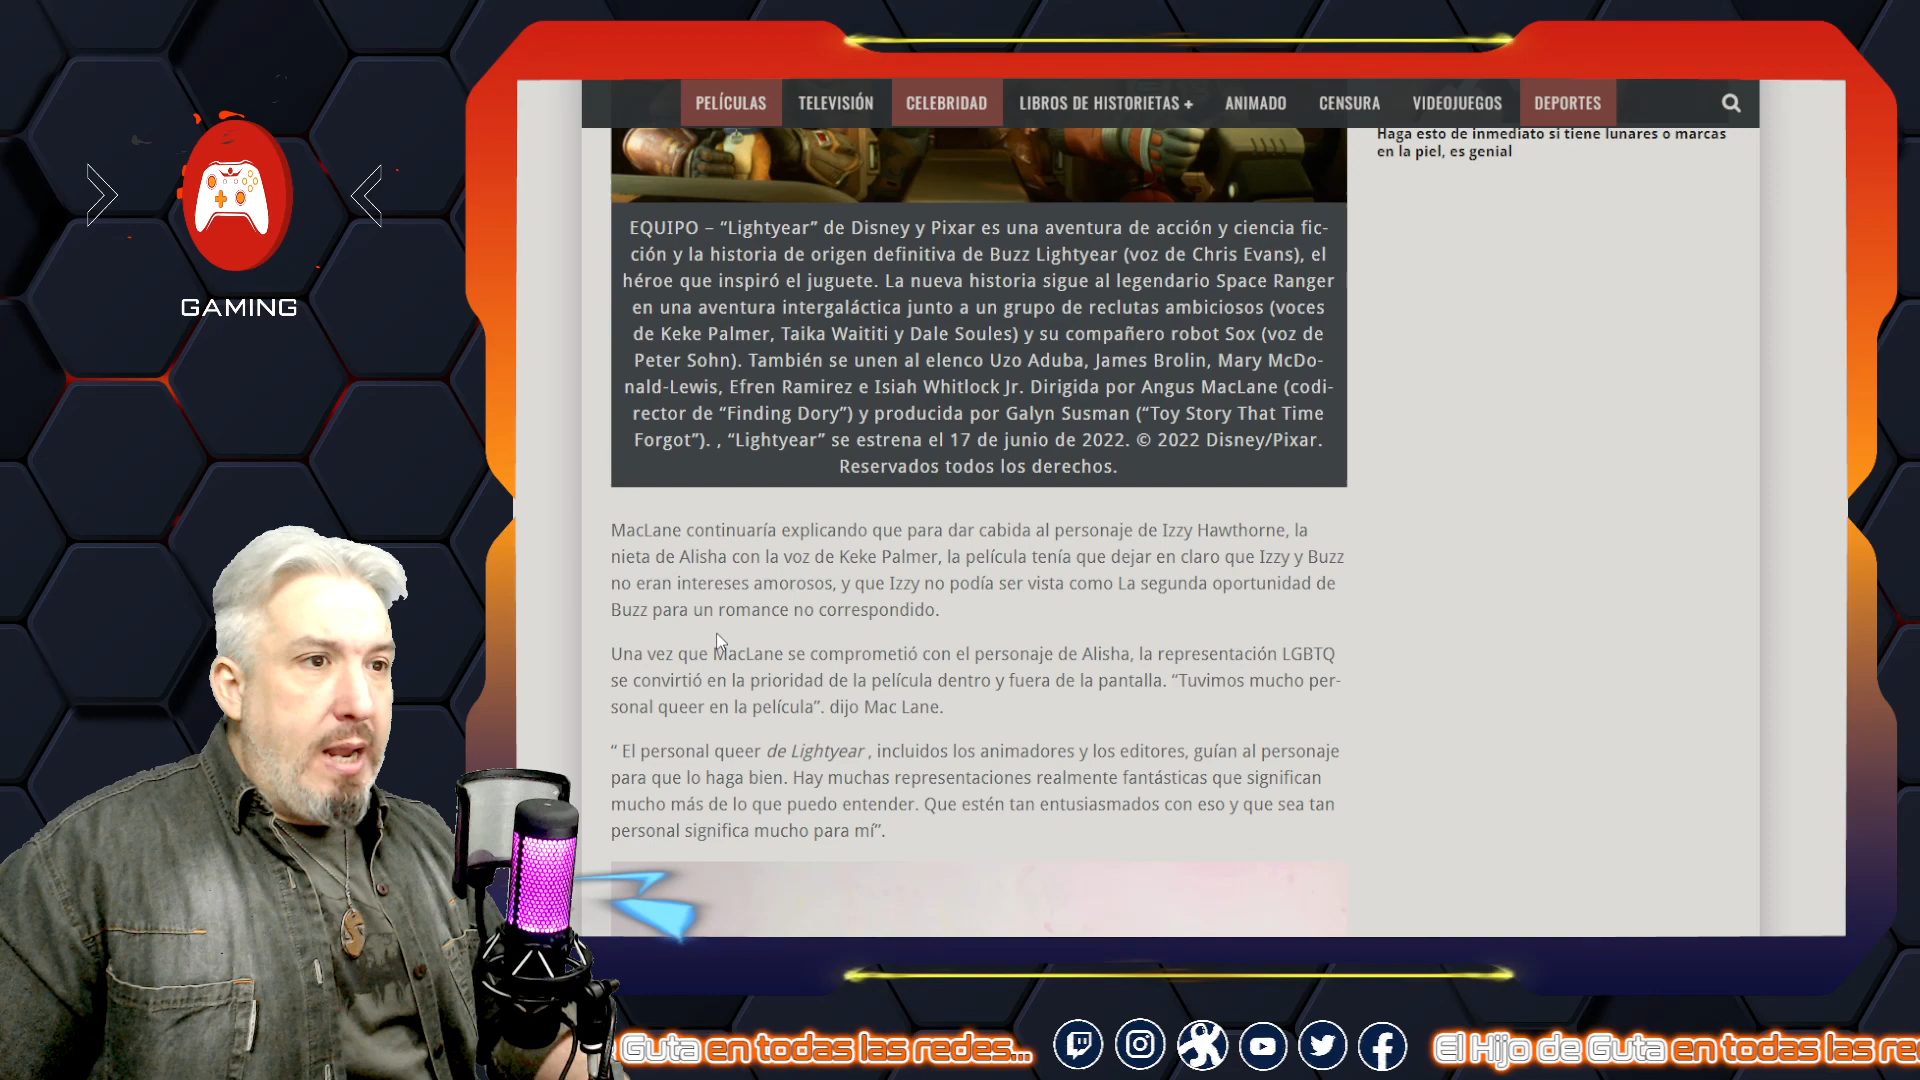 PELÍCULAS TELEVISIÓN CELEBRIDAD LIBROS DE HISTORIETAS + ANIMADO CENSURA VIDEOJUEGOS DEPORTES
Haga esto de inmediato si tiene lunares o marcas
en la piel, es genial
GAMING
EQUIPO – “Lightyear” de Disney y Pixar es una aventura de acción y ciencia fic-
ción y la historia de origen definitiva de Buzz Lightyear (voz de Chris Evans), el
héroe que inspiró el juguete. La nueva historia sigue al legendario Space Ranger
en una aventura intergaláctica junto a un grupo de reclutas ambiciosos (voces
de Keke Palmer, Taika Waititi y Dale Soules) y su compañero robot Sox (voz de
Peter Sohn). También se unen al elenco Uzo Aduba, James Brolin, Mary McDo-
nald-Lewis, Efren Ramirez e Isiah Whitlock Jr. Dirigida por Angus MacLane (codi-
rector de “Finding Dory”) y producida por Galyn Susman (“Toy Story That Time
Forgot”). , “Lightyear” se estrena el 17 de junio de 2022. © 2022 Disney/Pixar.
Reservados todos los derechos.
MacLane continuaría explicando que para dar cabida al personaje de Izzy Hawthorne, la
nieta de Alisha con la voz de Keke Palmer, la película tenía que dejar en claro que Izzy y Buzz
no eran intereses amorosos, y que Izzy no podía ser vista como La segunda oportunidad de
Buzz para un romance no correspondido.
Una vez que MacLane se comprometió con el personaje de Alisha, la representación LGBTQ
se convirtió en la prioridad de la película dentro y fuera de la pantalla. “Tuvimos mucho per-
sonal queer en la película”. dijo Mac Lane.
“ El personal queer de Lightyear , incluidos los animadores y los editores, guían al personaje
para que lo haga bien. Hay muchas representaciones realmente fantásticas que significan
mucho más de lo que puedo entender. Que estén tan entusiasmados con eso y que sea tan
personal significa mucho para mí”.
Guta en todas las redes... El Hijo de Guta en todas las re